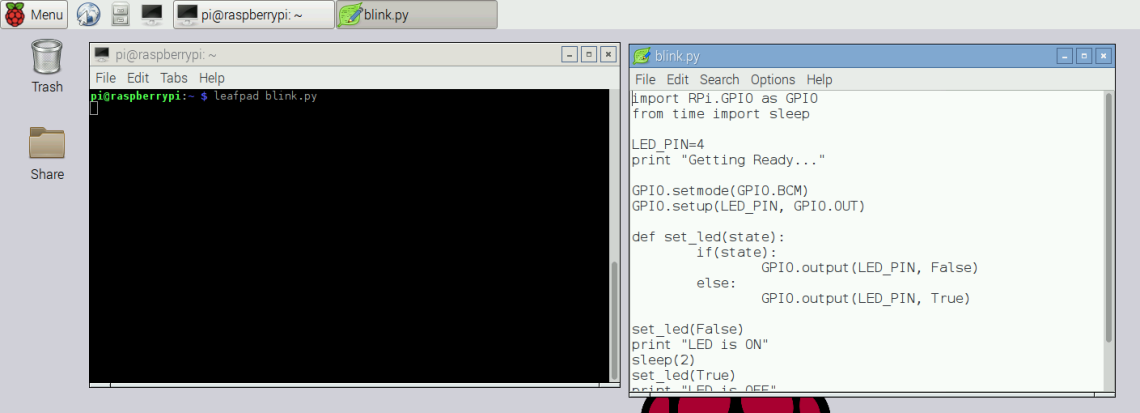 Menu
pi@raspberrypi: ~
blink.py
Trash
Share
pi@raspberrypi: ~
File Edit Tabs Help
pi@raspberrypi:~ $ leafpad blink.py
blink.py
File Edit Search Options Help
import RPi.GPIO as GPIO
from time import sleep
LED_PIN=4
print "Getting Ready..."
GPIO.setmode(GPIO.BCM)
GPIO.setup(LED_PIN, GPIO.OUT)
def set_led(state):
if(state):
GPIO.output(LED_PIN, False)
else:
GPIO.output(LED_PIN, True)
set_led(False)
print "LED is ON"
sleep(2)
set_led(True)
print "LED is OFF"